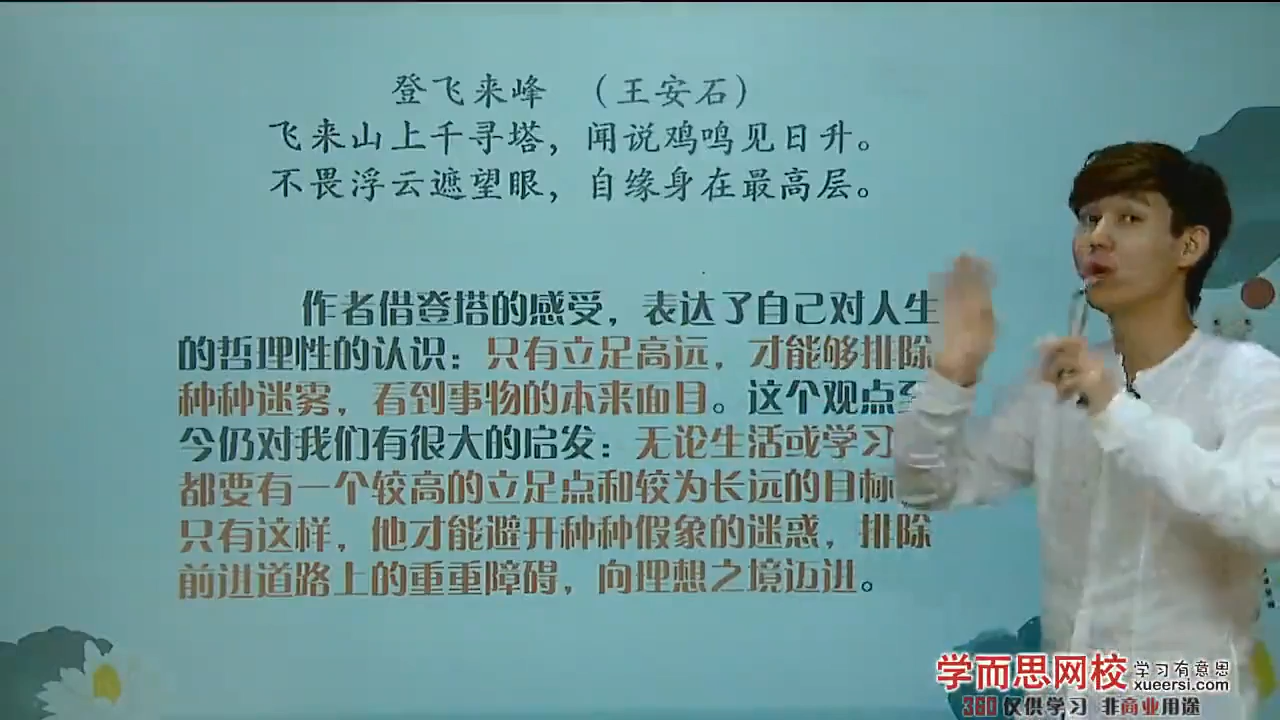 登飞来峰 （王安石）
飞来山上千寻塔，闻说鸡鸣见日升。
不畏浮云遮望眼，自缘身在最高层。
作者借登塔的感受，表达了自己对人生
的哲理性的认识：只有立足高远，才能够排除
种种迷雾，看到事物的本来面目。这个观点至
今仍对我们有很大的启发：无论生活或学习
都要有一个较高的立足点和较为长远的目标
只有这样，他才能避开种种假象的迷惑，排除
前进道路上的重重障碍，向理想之境迈进。
学而思网校 学习有意思
xueersi.com
360 仅供学习 非商业用途